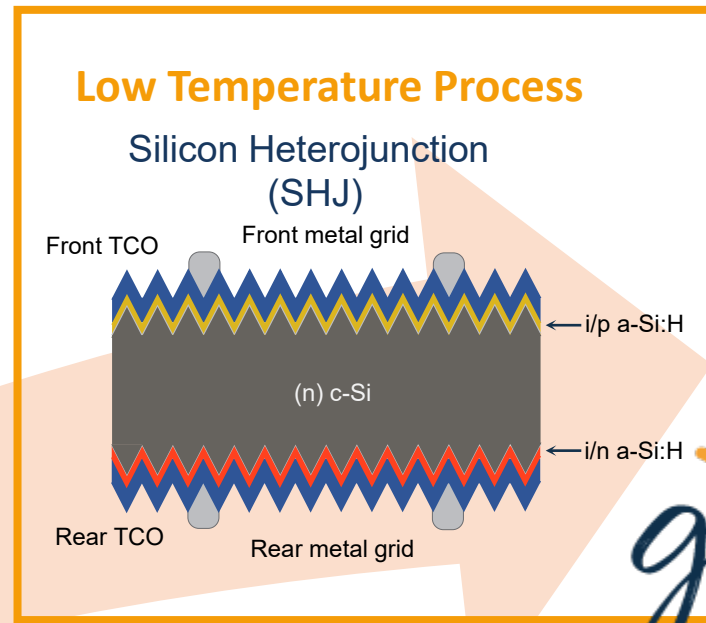 Low Temperature Process
Silicon Heterojunction
(SHJ)
Front TCO
Front metal grid
i/p a-Si:H
(n) c-Si
i/n a-Si:H
Rear TCO
Rear metal grid
g